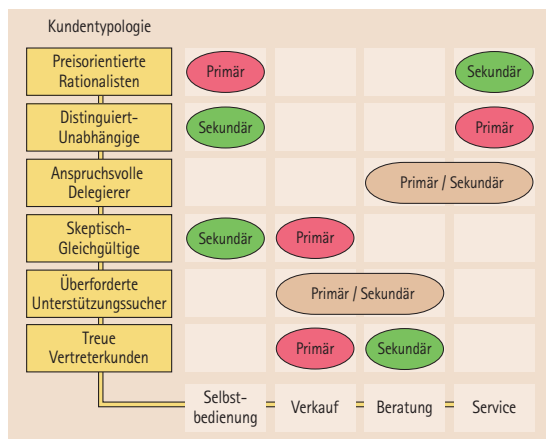 Kundentypologie
Preisorientierte
Rationalisten
Primär
Sekundär
Distinguiert-
Unabhängige
Sekundär
Primär
Anspruchsvolle
Delegierer
Primär / Sekundär
Skeptisch-
Gleichgültige
Sekundär
Primär
Überforderte
Unterstützungssucher
Primär / Sekundär
Treue
Vertreterkunden
Primär
Sekundär
Selbst-
bedienung
Verkauf
Beratung
Service